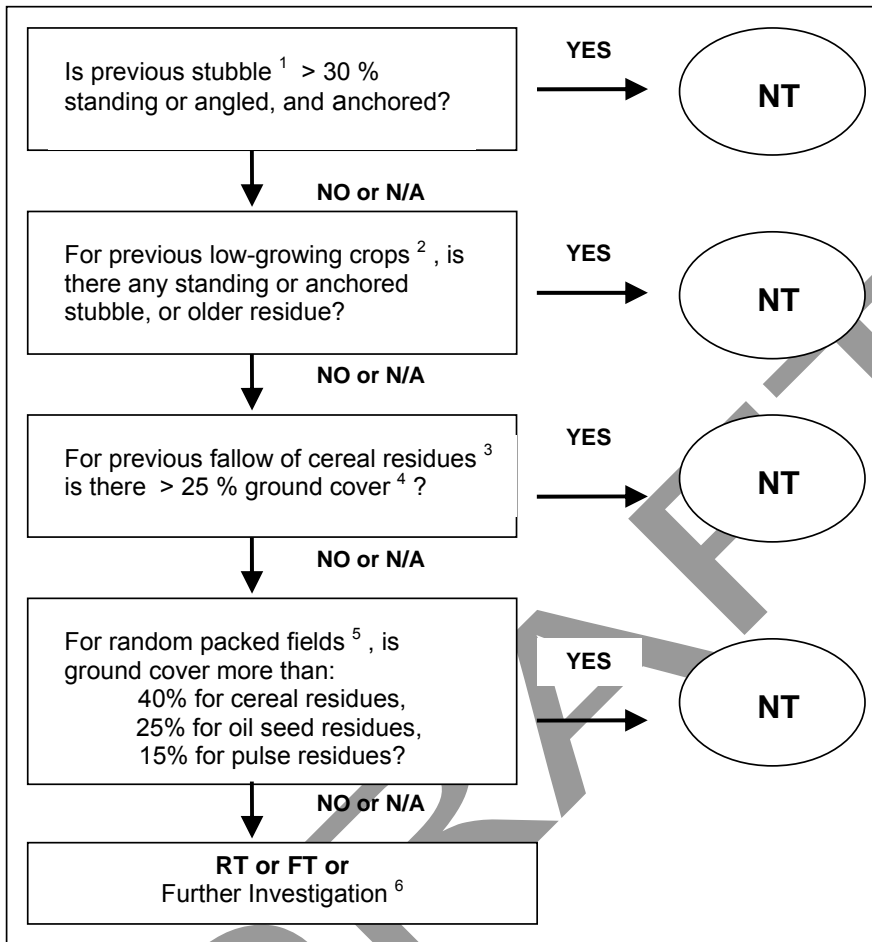 Is previous stubble 1 > 30 %
standing or angled, and anchored?
YES
NT
NO or N/A
For previous low-growing crops 2 , is
there any standing or anchored
stubble, or older residue?
YES
NT
NO or N/A
For previous fallow of cereal residues 3
is there > 25 % ground cover 4 ?
YES
NT
NO or N/A
For random packed fields 5 , is
ground cover more than:
40% for cereal residues,
25% for oil seed residues,
15% for pulse residues?
YES
NT
NO or N/A
RT or FT or
Further Investigation 6
DRAFT